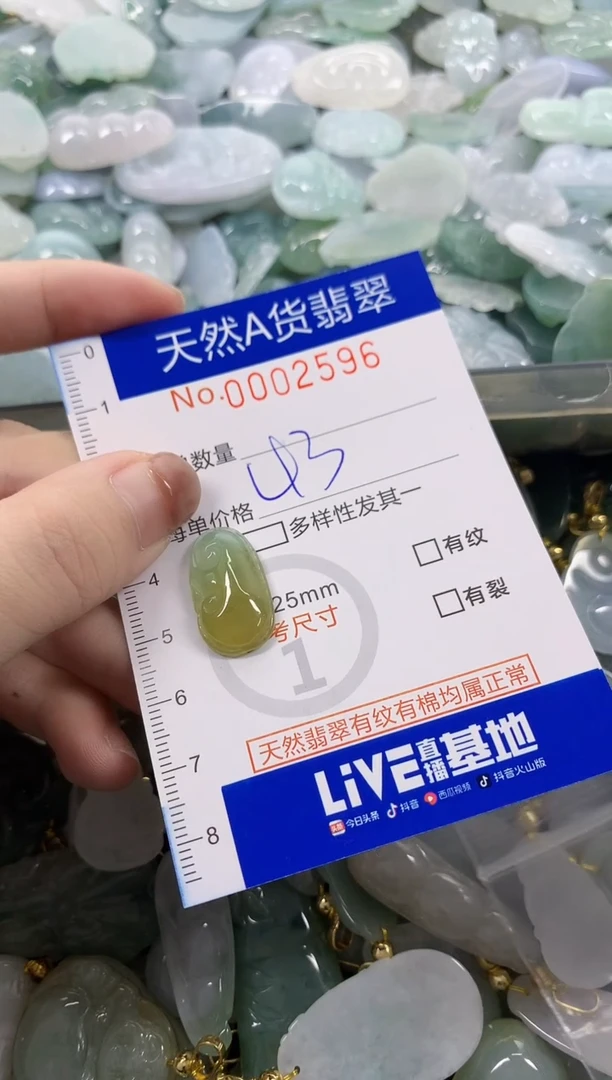 天然A货翡翠
No.0002596
数量
43
每单价格
多样性发其一
有纹
25mm
考尺寸
有裂
1
天然翡翠有纹有棉均属正常
LiVE直播基地
今日头条 抖音 西瓜视频 抖音火山版
0
1
4
5
6
7
8